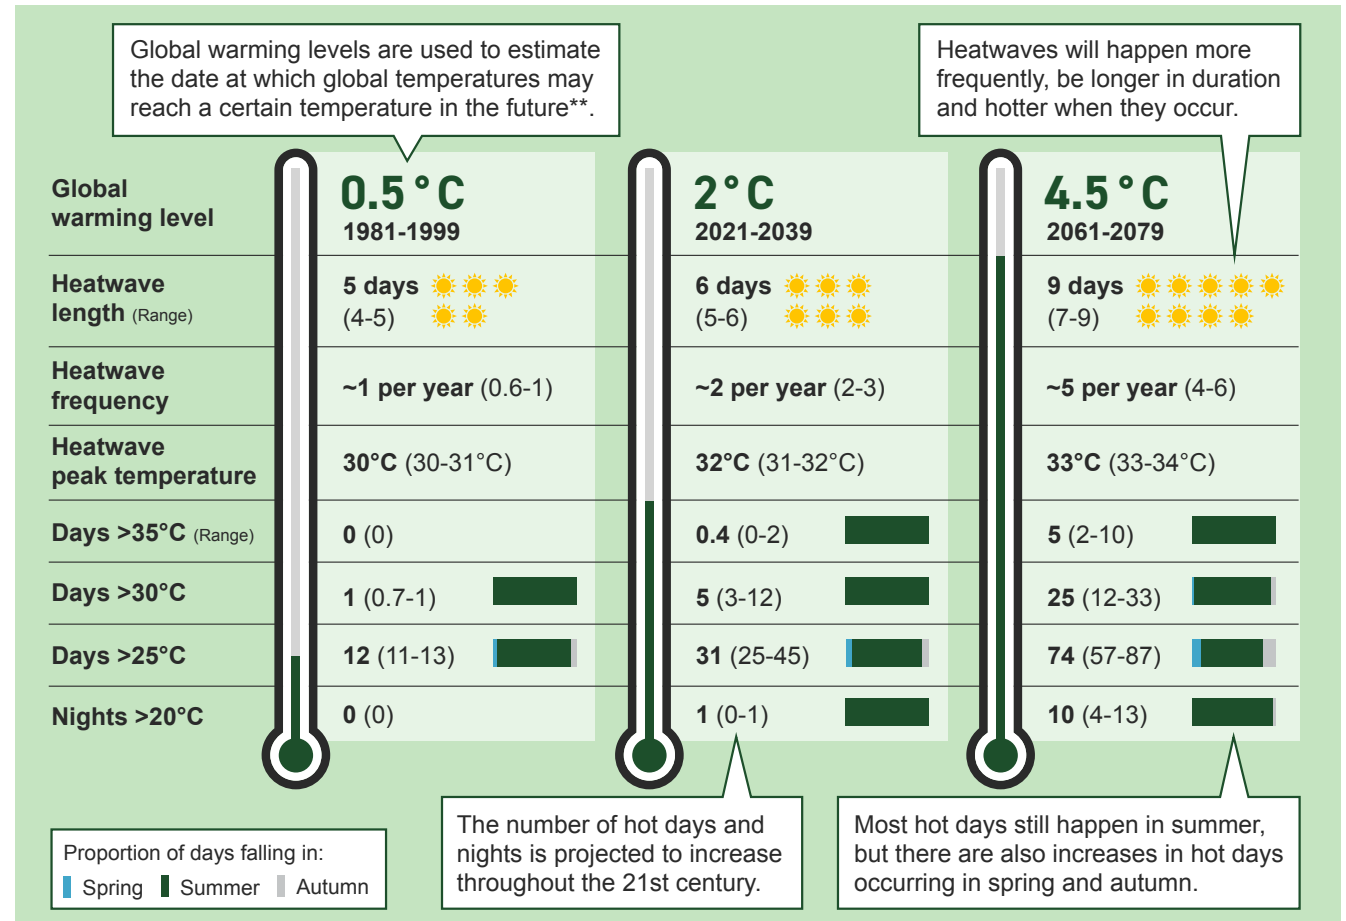 Global warming levels are used to estimate
the date at which global temperatures may
reach a certain temperature in the future**.
Heatwaves will happen more
frequently, be longer in duration
and hotter when they occur.
Global
warming level
0.5°C
1981-1999
2°C
2021-2039
4.5°C
2061-2079
Heatwave
length (Range)
5 days
(4-5)
6 days
(5-6)
9 days
(7-9)
Heatwave
frequency
~1 per year (0.6-1)
~2 per year (2-3)
~5 per year (4-6)
Heatwave
peak temperature
30°C (30-31°C)
32°C (31-32°C)
33°C (33-34°C)
Days >35°C (Range)
0 (0)
0.4 (0-2)
5 (2-10)
Days >30°C
1 (0.7-1)
5 (3-12)
25 (12-33)
Days >25°C
12 (11-13)
31 (25-45)
74 (57-87)
Nights >20°C
0 (0)
1 (0-1)
10 (4-13)
The number of hot days and
nights is projected to increase
throughout the 21st century.
Most hot days still happen in summer,
but there are also increases in hot days
occurring in spring and autumn.
Proportion of days falling in:
Spring Summer Autumn